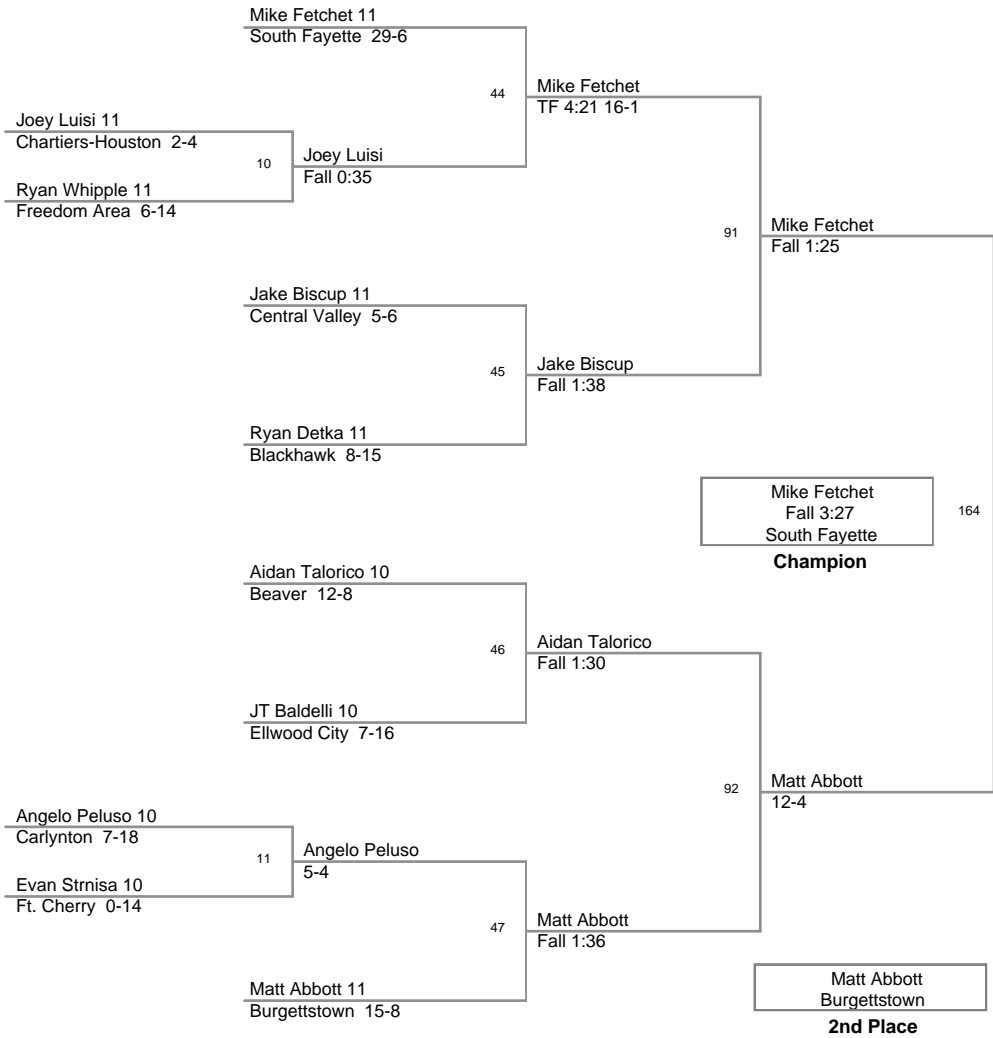 Mike Fetchet 11
South Fayette 29-6
44
Mike Fetchet
TF 4:21 16-1
Joey Luisi 11
Chartiers-Houston 2-4
10
Joey Luisi
Fall 0:35
Ryan Whipple 11
Freedom Area 6-14
91
Mike Fetchet
Fall 1:25
Jake Biscup 11
Central Valley 5-6
45
Jake Biscup
Fall 1:38
Ryan Detka 11
Blackhawk 8-15
Mike Fetchet
Fall 3:27
South Fayette
164
Champion
Aidan Talorico 10
Beaver 12-8
46
Aidan Talorico
Fall 1:30
JT Baldelli 10
Ellwood City 7-16
92
Matt Abbott
12-4
Angelo Peluso 10
Carlynton 7-18
11
Angelo Peluso
5-4
Evan Strnisa 10
Ft. Cherry 0-14
47
Matt Abbott
Fall 1:36
Matt Abbott 11
Burgettstown 15-8
Matt Abbott
Burgettstown
2nd Place